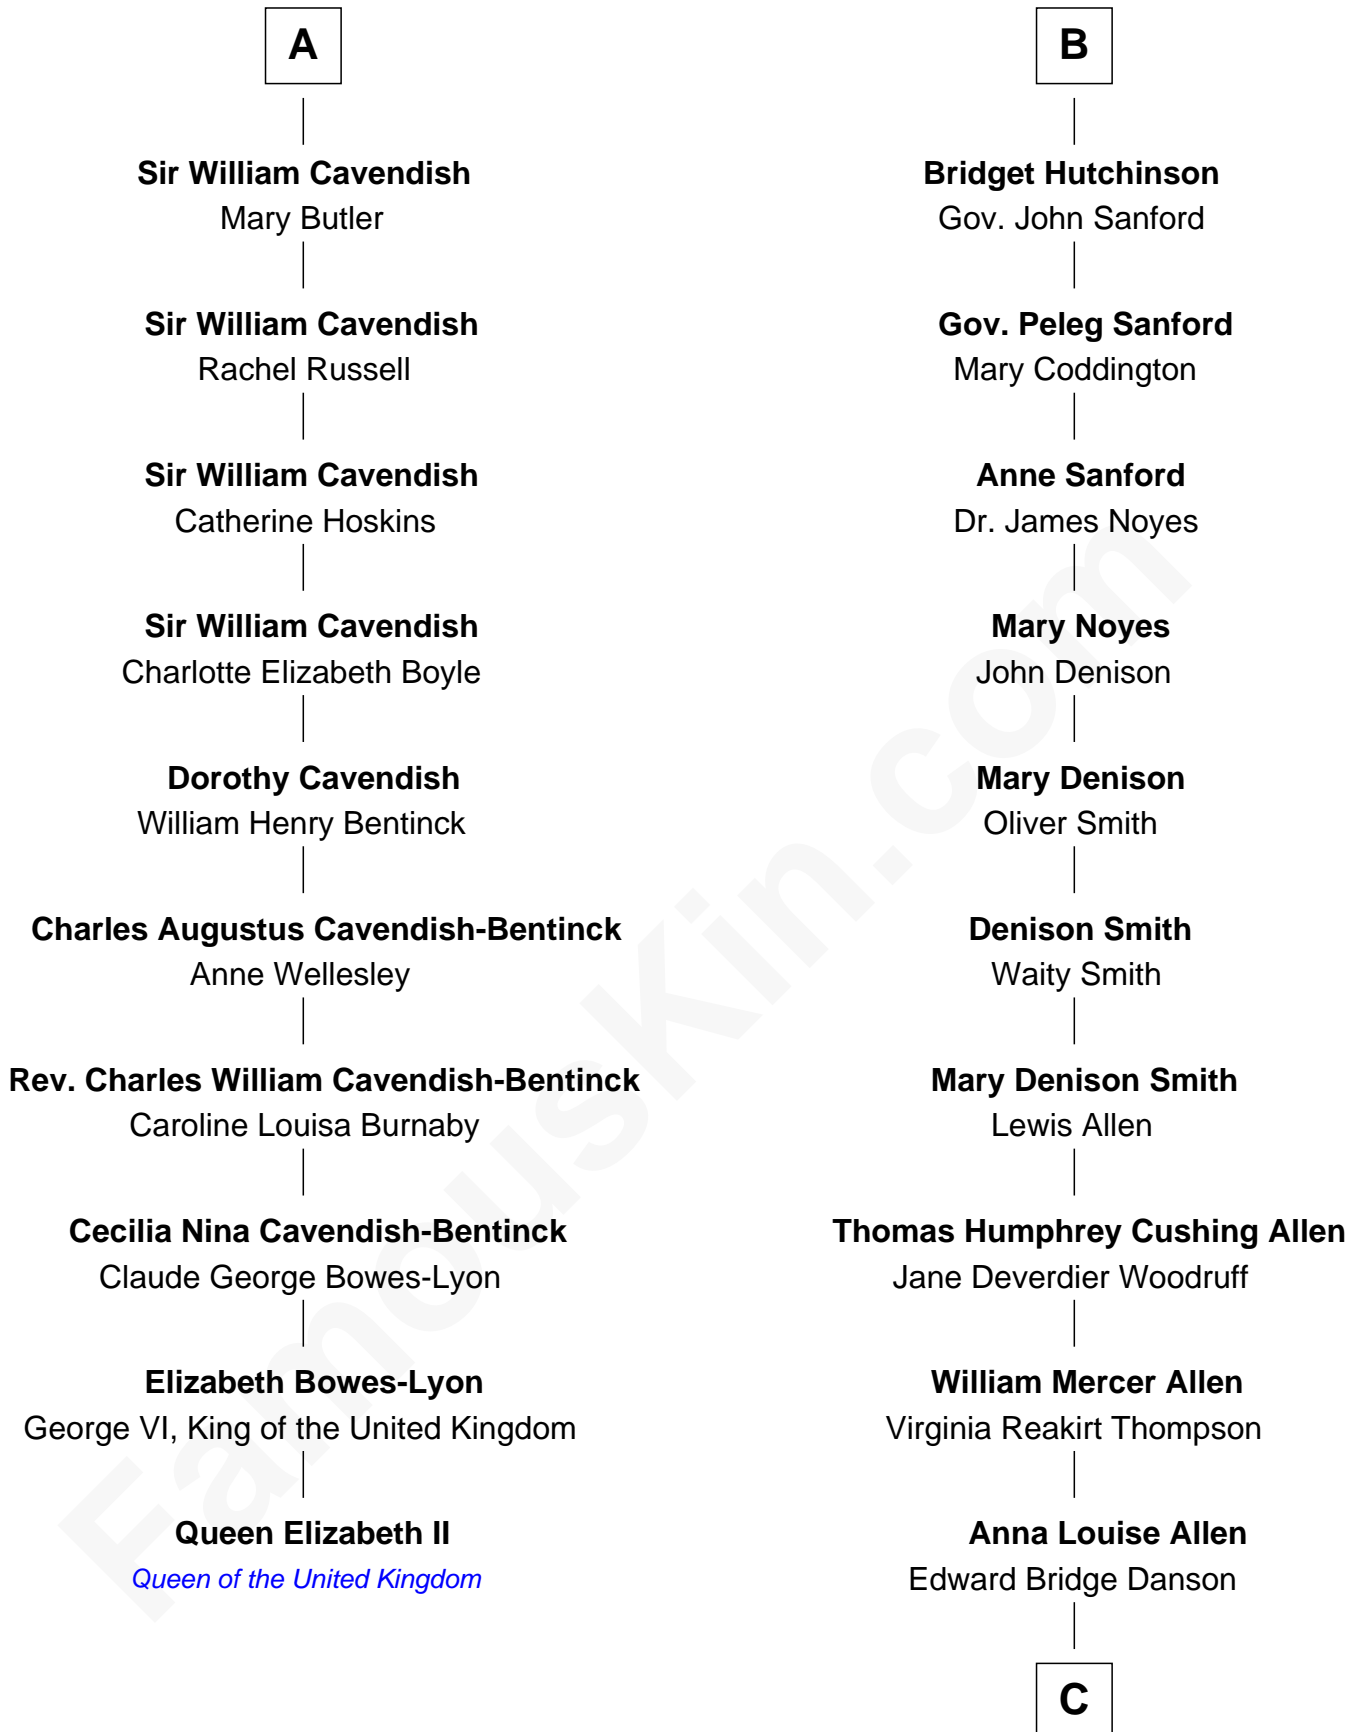 A
Sir William Cavendish
Mary Butler
Sir William Cavendish
Rachel Russell
Sir William Cavendish
Catherine Hoskins
Sir William Cavendish
Charlotte Elizabeth Boyle
Dorothy Cavendish
William Henry Bentinck
Charles Augustus Cavendish-Bentinck
Anne Wellesley
Rev. Charles William Cavendish-Bentinck
Caroline Louisa Burnaby
Cecilia Nina Cavendish-Bentinck
Claude George Bowes-Lyon
Elizabeth Bowes-Lyon
George VI, King of the United Kingdom
Queen Elizabeth II
Queen of the United Kingdom
B
Bridget Hutchinson
Gov. John Sanford
Gov. Peleg Sanford
Mary Coddington
Anne Sanford
Dr. James Noyes
Mary Noyes
John Denison
Mary Denison
Oliver Smith
Denison Smith
Waity Smith
Mary Denison Smith
Lewis Allen
Thomas Humphrey Cushing Allen
Jane Deverdier Woodruff
William Mercer Allen
Virginia Reakirt Thompson
Anna Louise Allen
Edward Bridge Danson
C
FamousKin.com